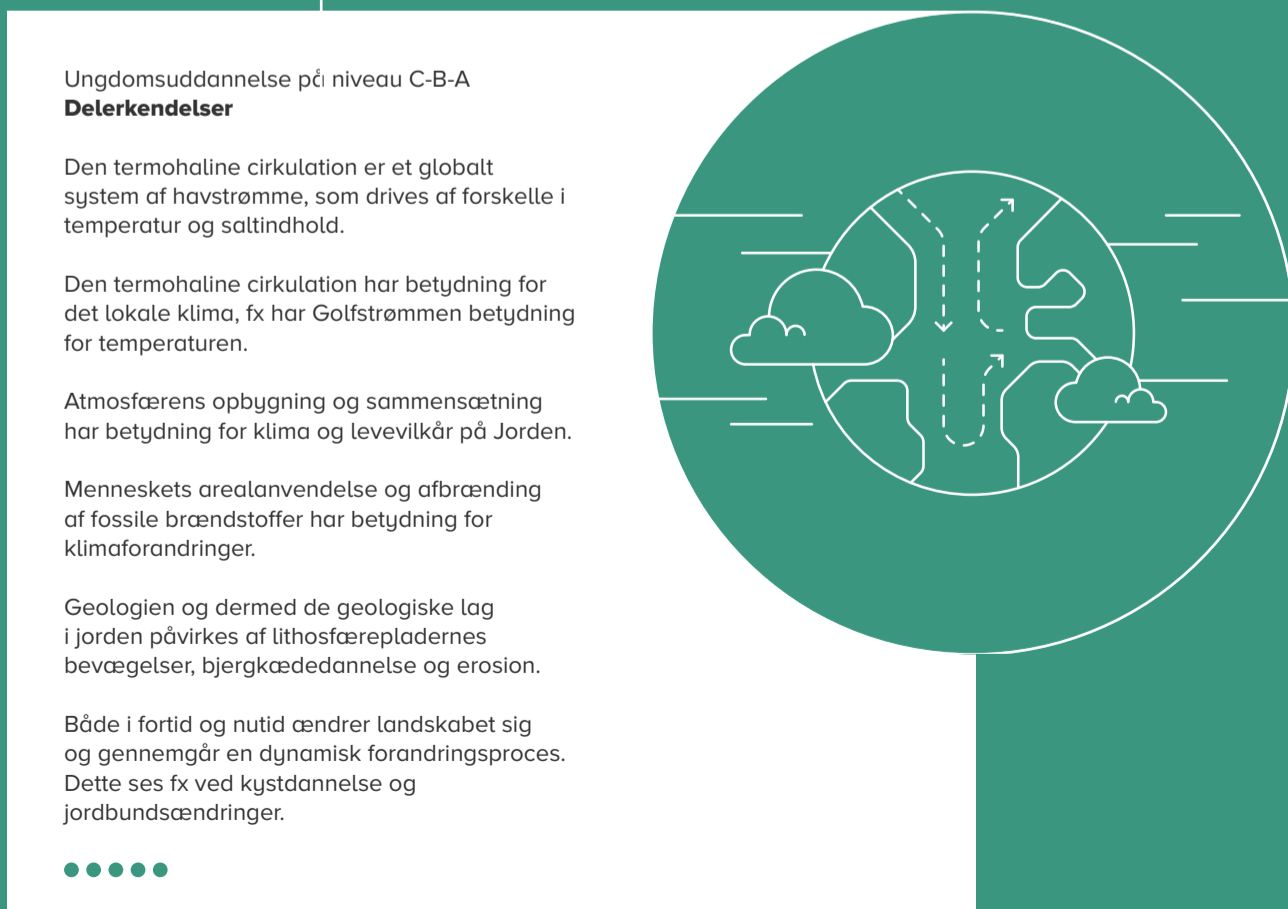 Ungdomsuddannelse på niveau C-B-A
Delerkendelser
Den termohaline cirkulation er et globalt
system af havstrømme, som drives af forskelle i
temperatur og saltindhold.
Den termohaline cirkulation har betydning for
det lokale klima, fx har Golfstrømmen betydning
for temperaturen.
Atmosfærens opbygning og sammensætning
har betydning for klima og levevilkår på Jorden.
Menneskets arealanvendelse og afbrænding
af fossile brændstoffer har betydning for
klimaforandringer.
Geologien og dermed de geologiske lag
i jorden påvirkes af lithosfærepladernes
bevægelser, bjergkædedannelse og erosion.
Både i fortid og nutid ændrer landskabet sig
og gennemgår en dynamisk forandringsproces.
Dette ses fx ved kystdannelse og
jordbundsændringer.